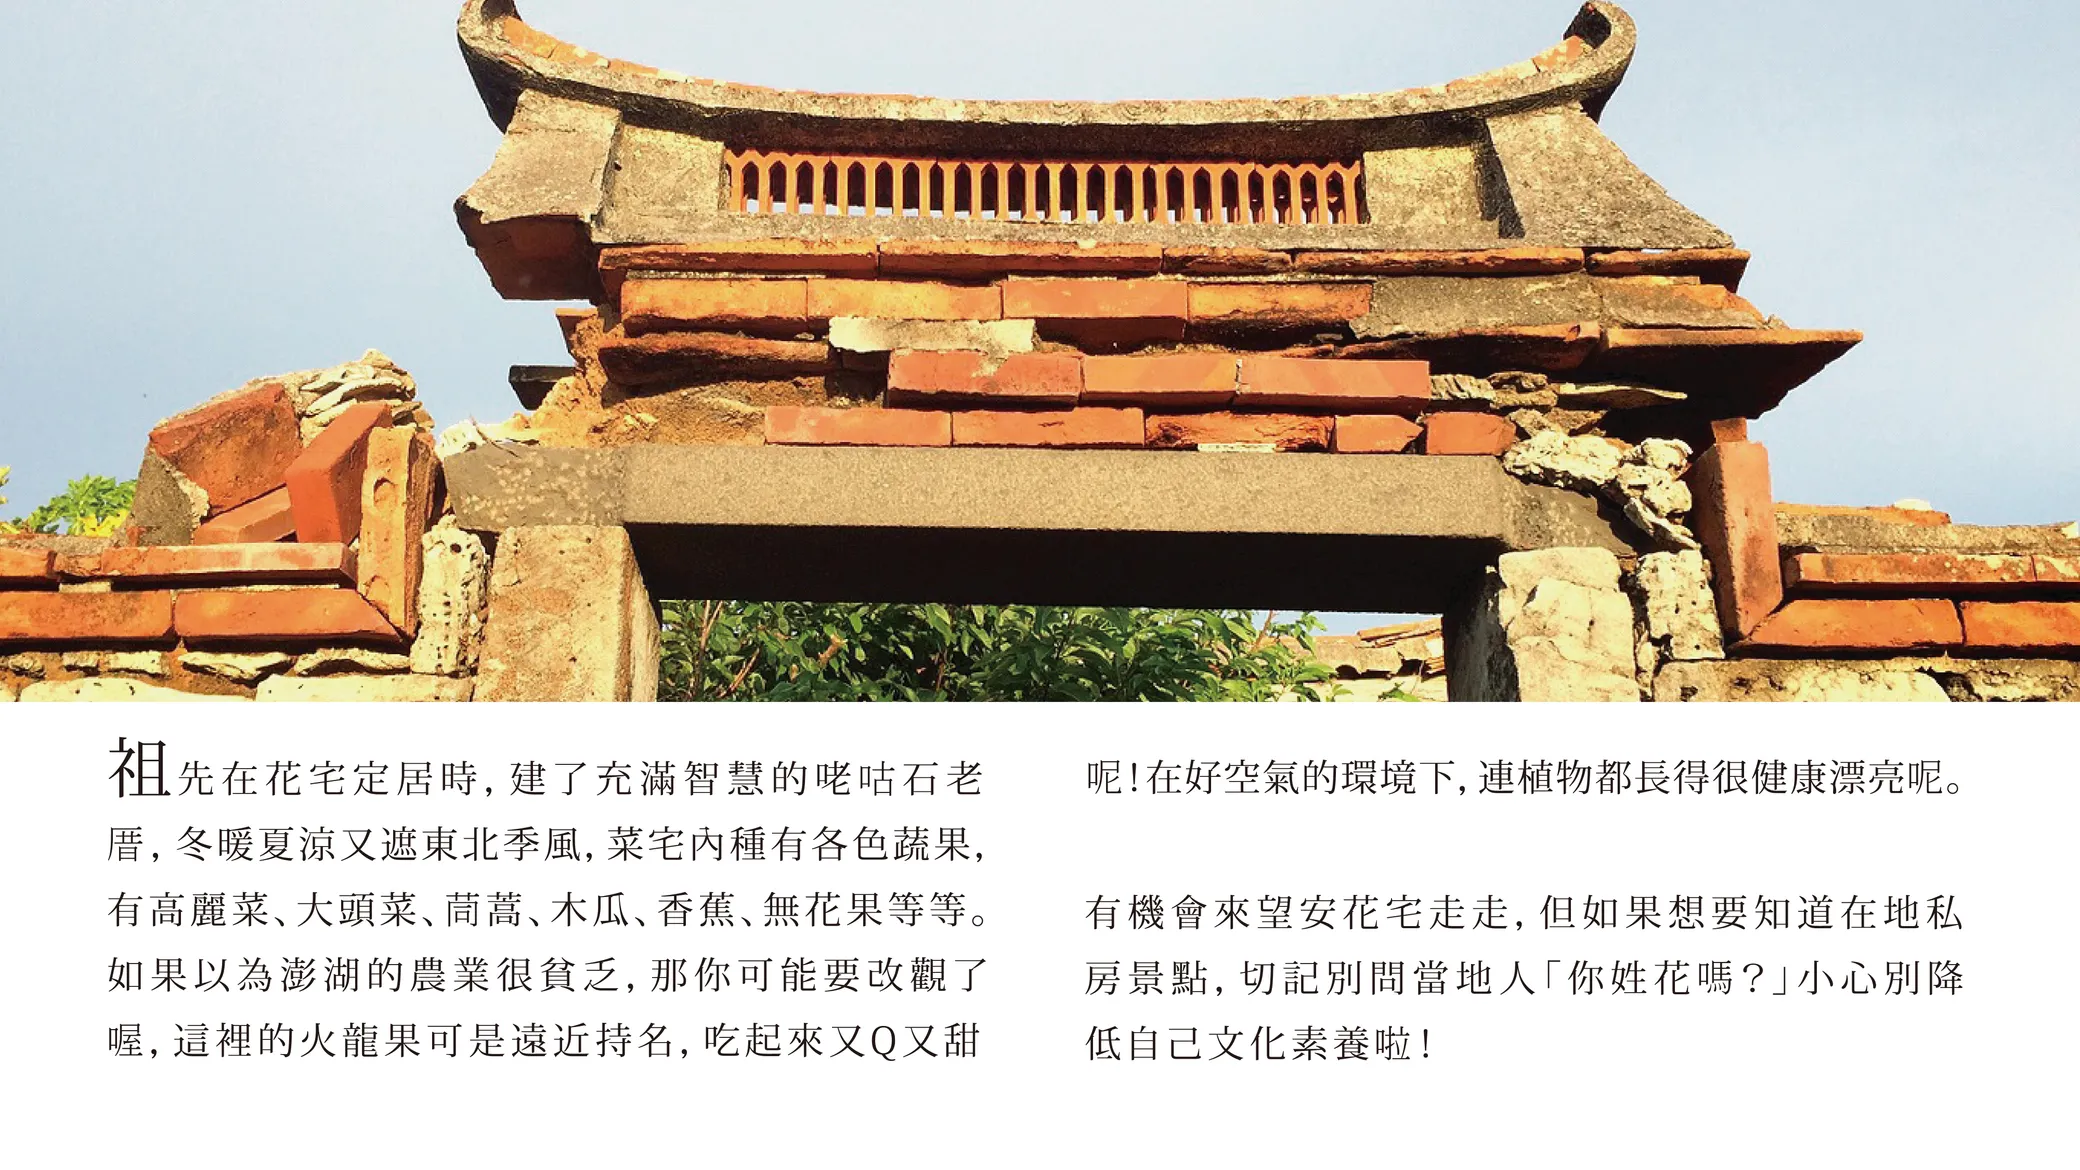 祖先在花宅定居時，建了充滿智慧的咾咕石老
厝，冬暖夏涼又遮東北季風，菜宅內種有各色蔬果，
有高麗菜、大頭菜、茼蒿、木瓜、香蕉、無花果等等。
如果以為澎湖的農業很貧乏，那你可能要改觀了
喔，這裡的火龍果可是遠近持名，吃起來又Q又甜
呢！在好空氣的環境下，連植物都長得很健康漂亮呢。
有機會來望安花宅走走，但如果想要知道在地私
房景點，切記別問當地人「你姓花嗎？」小心別降
低自己文化素養啦！